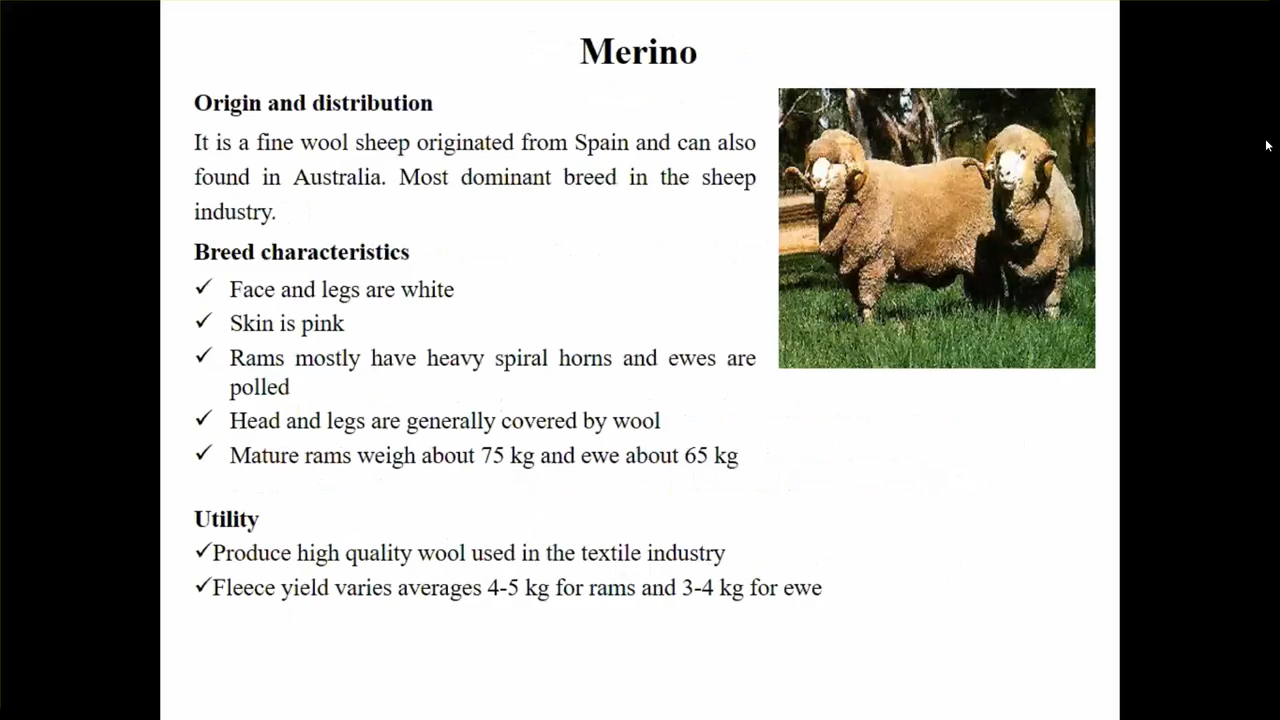 Merino
Origin and distribution
It is a fine wool sheep originated from Spain and can also
found in Australia. Most dominant breed in the sheep
industry.
Breed characteristics
✓ Face and legs are white
✓ Skin is pink
✓ Rams mostly have heavy spiral horns and ewes are
polled
✓ Head and legs are generally covered by wool
✓ Mature rams weigh about 75 kg and ewe about 65 kg
Utility
✓Produce high quality wool used in the textile industry
✓Fleece yield varies averages 4-5 kg for rams and 3-4 kg for ewe